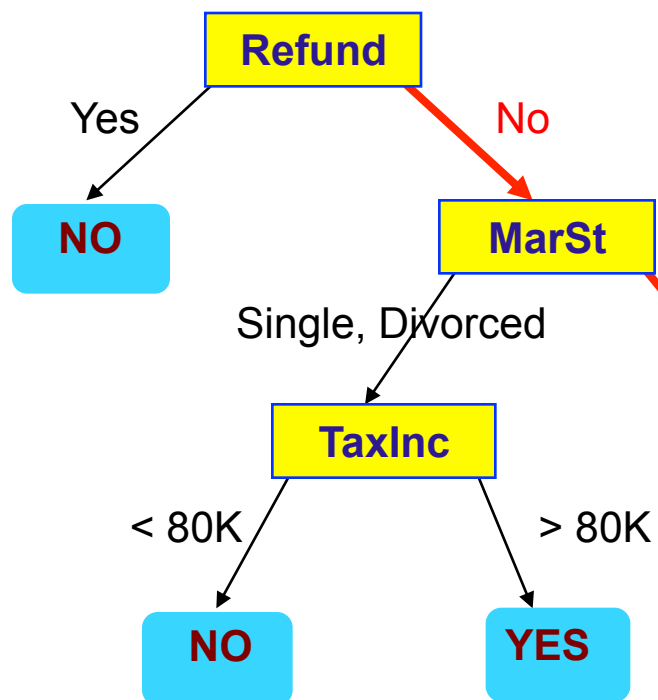 Refund
Yes
No
NO
MarSt
Single, Divorced
TaxInc
< 80K
> 80K
NO
YES